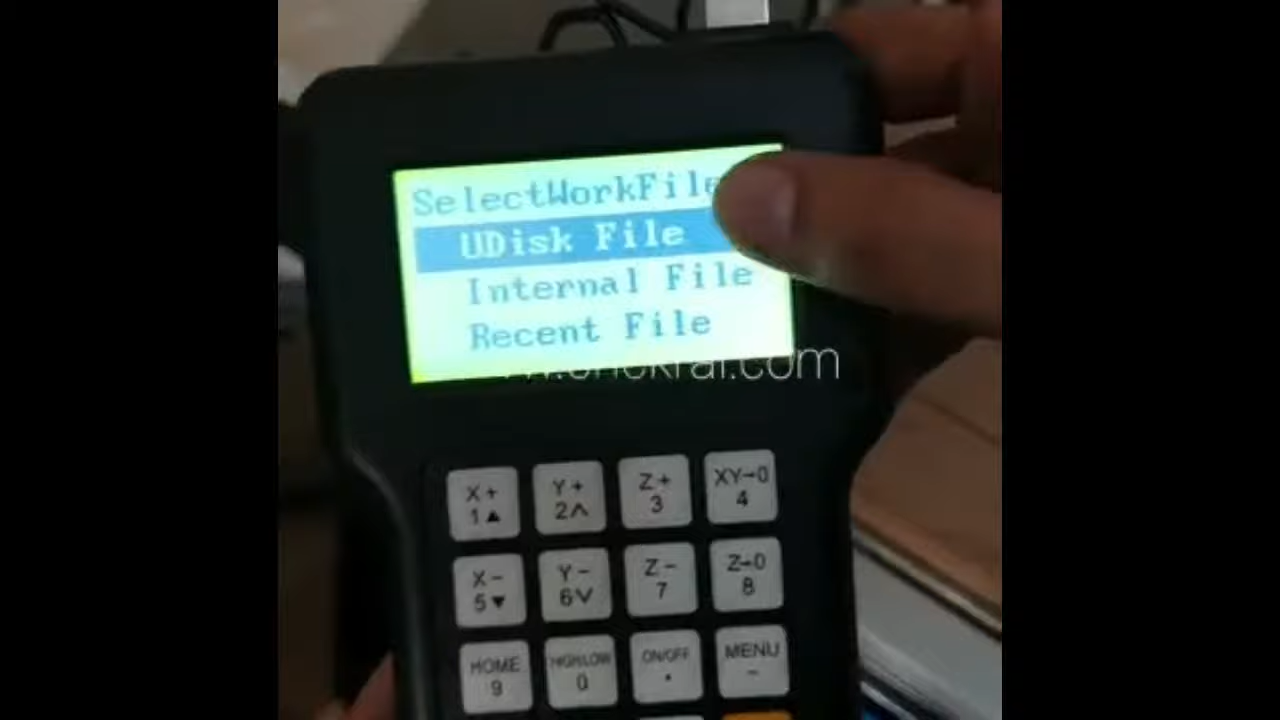 SelectWorkFile
UDisk File
Internal File
Recent File
X+ Y+ Z+ XY→0
1▲ 2∧ 3 4
X− Y− Z− Z→0
5▼ 6∨ 7 8
HOME HIGH/LOW ON/OFF MENU
9 0 • −